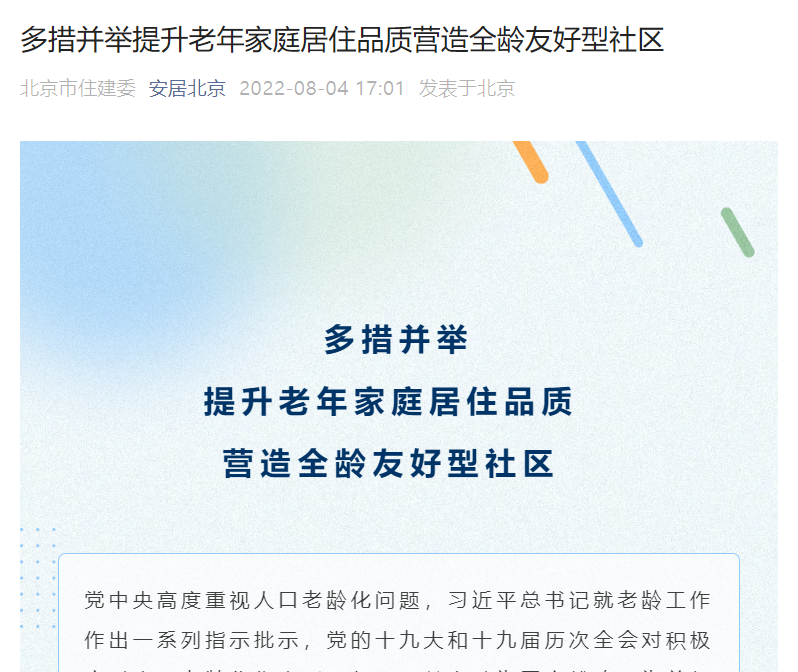 多措并举提升老年家庭居住品质营造全龄友好型社区
北京市住建委 安居北京 2022-08-04 17:01 发表于北京
多措并举
提升老年家庭居住品质
营造全龄友好型社区
党中央高度重视人口老龄化问题，习近平总书记就老龄工作
作出一系列指示批示，党的十九大和十九届历次全会对积极